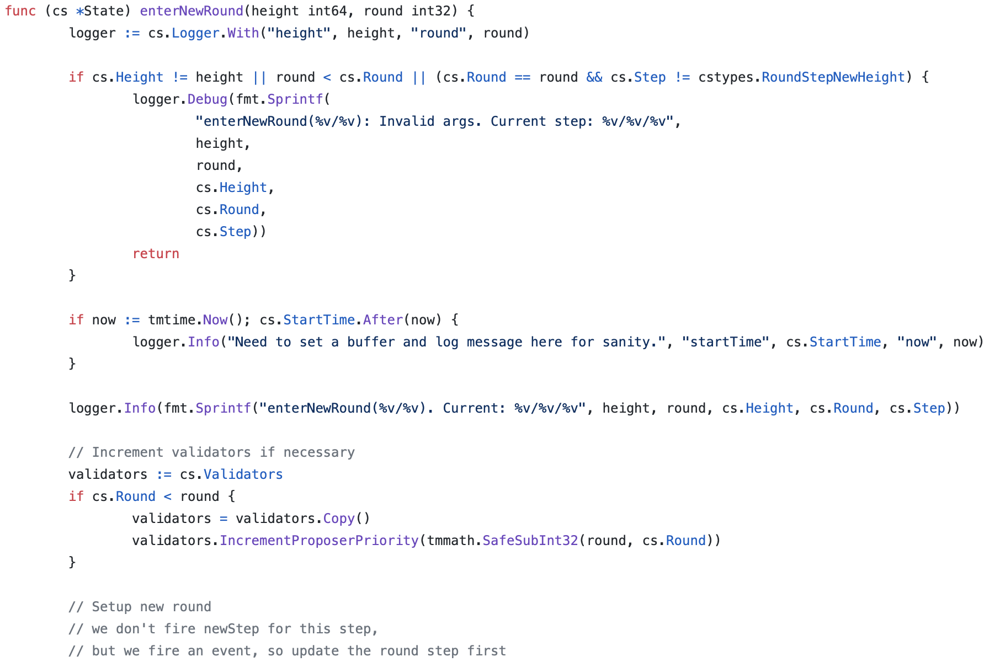 func (cs *State) enterNewRound(height int64, round int32) {
logger := cs.Logger.With("height", height, "round", round)
if cs.Height != height || round < cs.Round || (cs.Round == round && cs.Step != cstypes.RoundStepNewHeight) {
logger.Debug(fmt.Sprintf(
"enterNewRound(%v/%v): Invalid args. Current step: %v/%v/%v",
height,
round,
cs.Height,
cs.Round,
cs.Step))
return
}
if now := tmtime.Now(); cs.StartTime.After(now) {
logger.Info("Need to set a buffer and log message here for sanity.", "startTime", cs.StartTime, "now", now)
}
logger.Info(fmt.Sprintf("enterNewRound(%v/%v). Current: %v/%v/%v", height, round, cs.Height, cs.Round, cs.Step))
// Increment validators if necessary
validators := cs.Validators
if cs.Round < round {
validators = validators.Copy()
validators.IncrementProposerPriority(tmmath.SafeSubInt32(round, cs.Round))
}
// Setup new round
// we don't fire newStep for this step,
// but we fire an event, so update the round step first